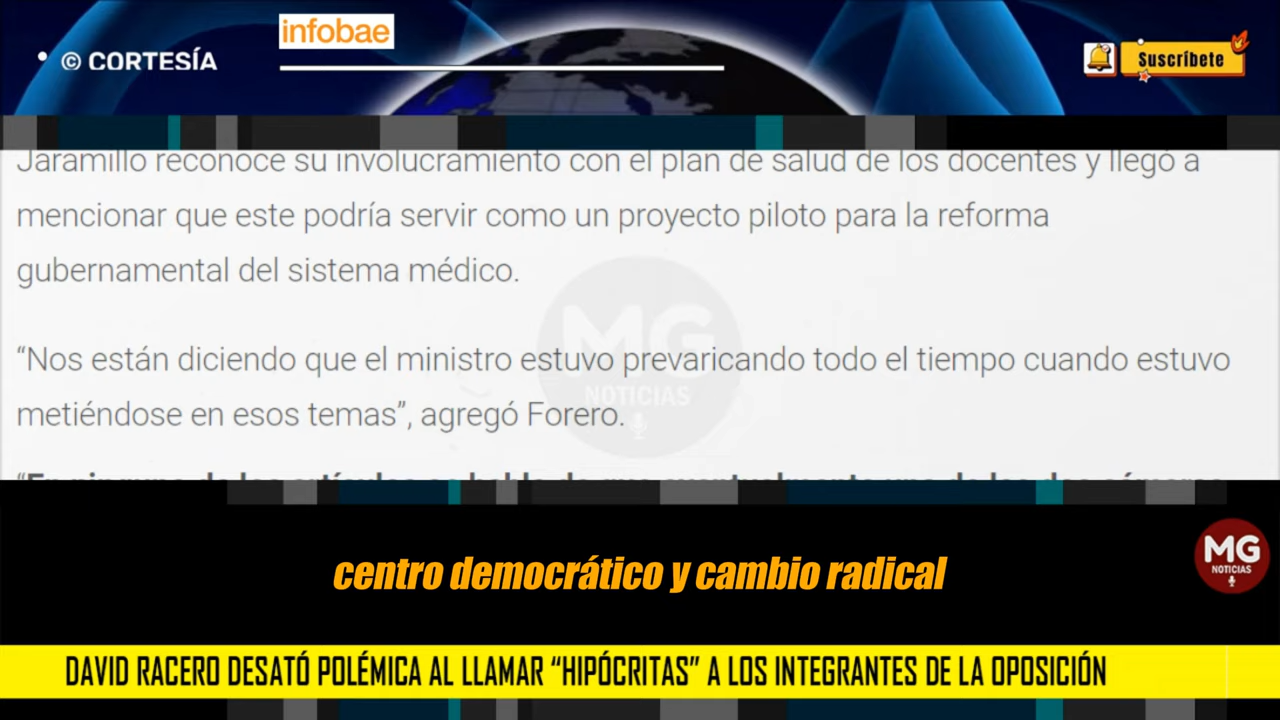 infobae
© CORTESÍA
Suscríbete
Jaramillo reconoce su involucramiento con el plan de salud de los docentes y llegó a
mencionar que este podría servir como un proyecto piloto para la reforma
gubernamental del sistema médico.
“Nos están diciendo que el ministro estuvo prevaricando todo el tiempo cuando estuvo
metiéndose en esos temas”, agregó Forero.
MG
NOTICIAS
centro democrático y cambio radical
MG
NOTICIAS
DAVID RACERO DESATÓ POLÉMICA AL LLAMAR “HIPÓCRITAS” A LOS INTEGRANTES DE LA OPOSICIÓN